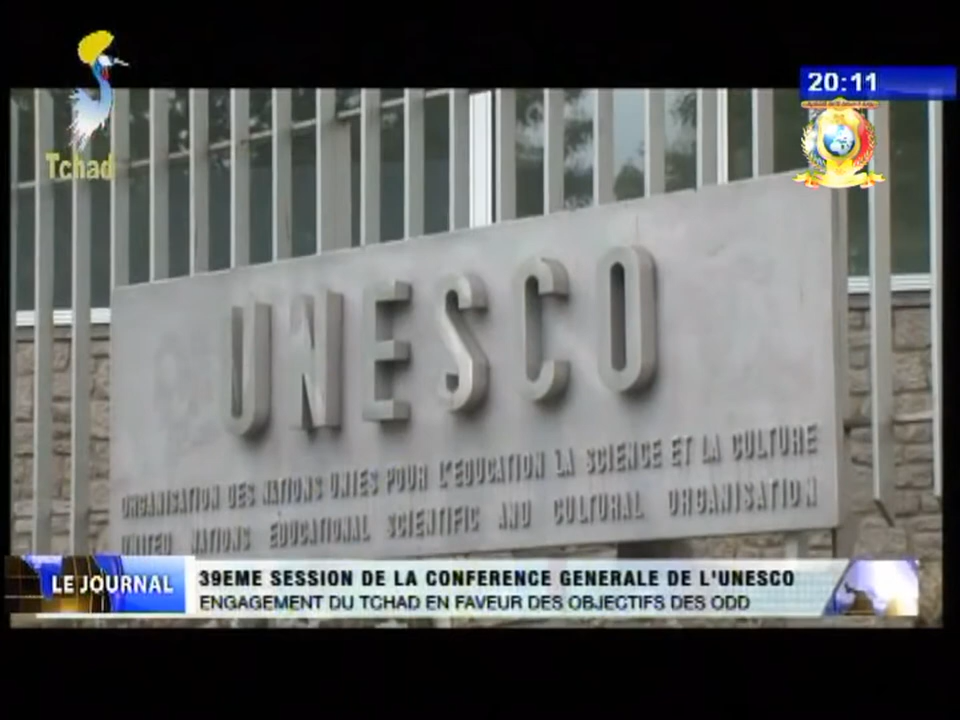 20:11
Tchad
UNESCO
ORGANISATION DES NATIONS UNIES POUR L'EDUCATION LA SCIENCE ET LA CULTURE
UNITED NATIONS EDUCATIONAL SCIENTIFIC AND CULTURAL ORGANISATION
LE JOURNAL
39EME SESSION DE LA CONFERENCE GENERALE DE L'UNESCO
ENGAGEMENT DU TCHAD EN FAVEUR DES OBJECTIFS DES ODD